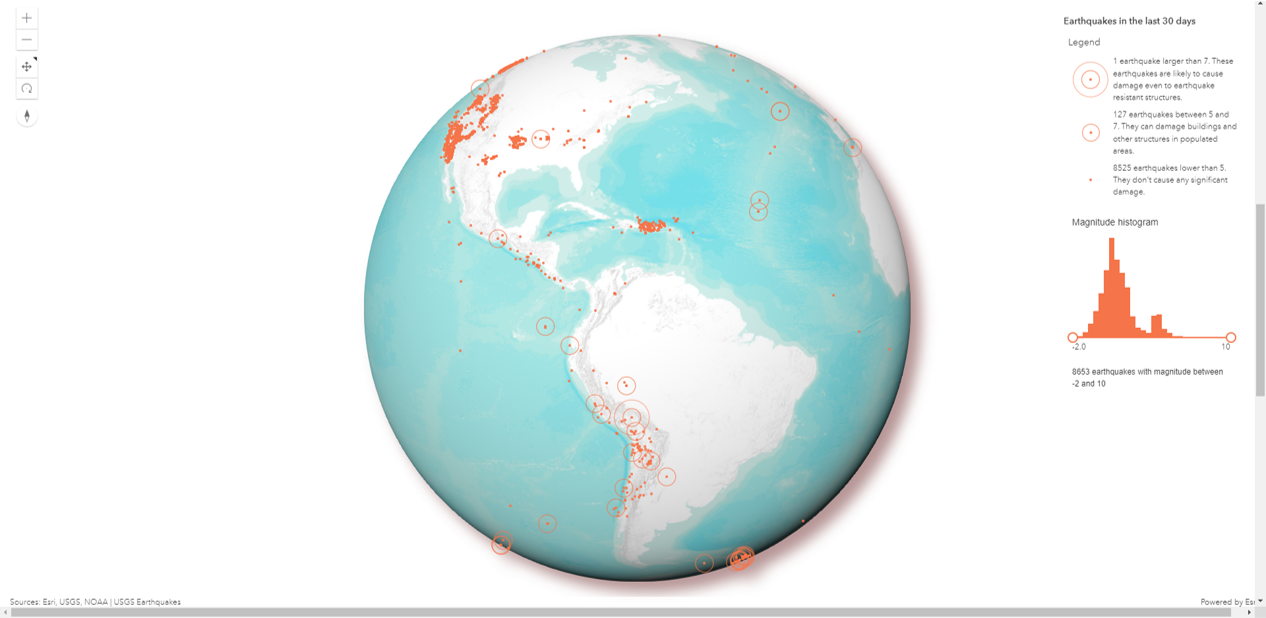 Earthquakes in the last 30 days
Legend
1 earthquake larger than 7. These
earthquakes are likely to cause
damage even to earthquake
resistant structures.
127 earthquakes between 5 and
7. They can damage buildings and
other structures in populated
areas.
8525 earthquakes lower than 5.
They don't cause any significant
damage.
Magnitude histogram
-2.0
10
8653 earthquakes with magnitude between
-2 and 10
Sources: Esri, USGS, NOAA | USGS Earthquakes
Powered by Es